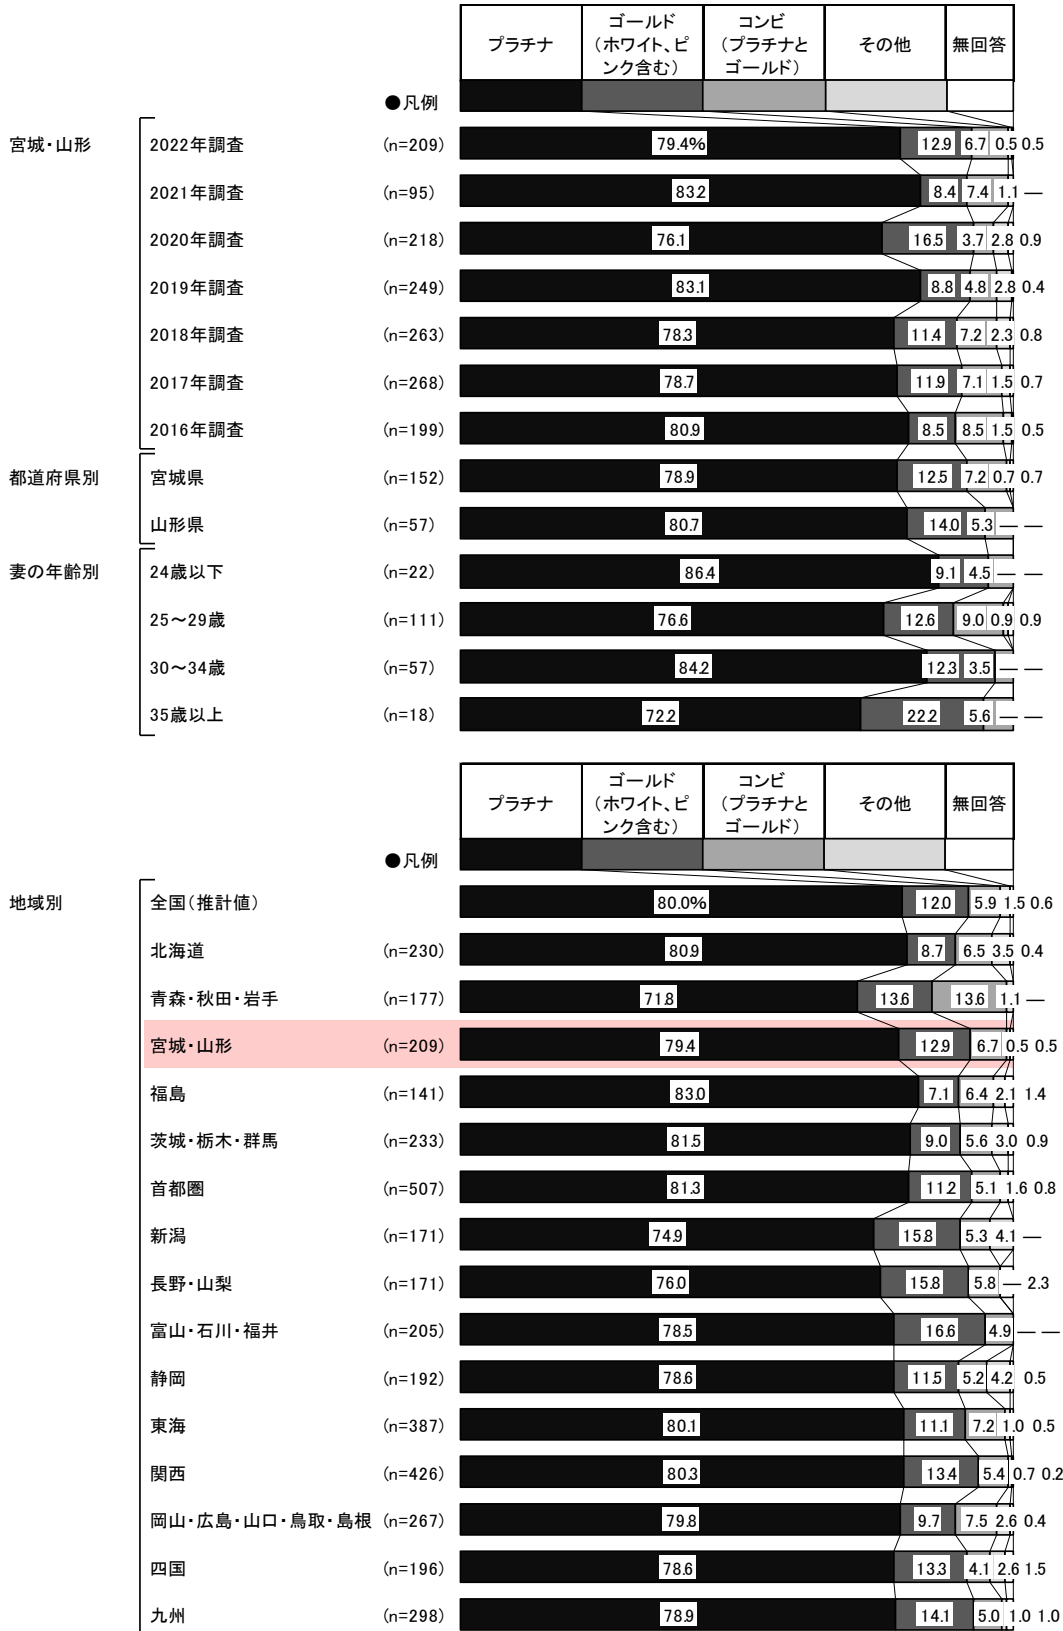 プラチナ ゴールド（ホワイト、ピンク含む） コンビ（プラチナとゴールド） その他 無回答
●凡例
宮城・山形 2022年調査 (n=209) 79.4% 12.9 6.7 0.5 0.5
2021年調査 (n=95) 83.2 8.4 7.4 1.1 ―
2020年調査 (n=218) 76.1 16.5 3.7 2.8 0.9
2019年調査 (n=249) 83.1 8.8 4.8 2.8 0.4
2018年調査 (n=263) 78.3 11.4 7.2 2.3 0.8
2017年調査 (n=268) 78.7 11.9 7.1 1.5 0.7
2016年調査 (n=199) 80.9 8.5 8.5 1.5 0.5
都道府県別 宮城県 (n=152) 78.9 12.5 7.2 0.7 0.7
山形県 (n=57) 80.7 14.0 5.3 ― ―
妻の年齢別 24歳以下 (n=22) 86.4 9.1 4.5 ― ―
25～29歳 (n=111) 76.6 12.6 9.0 0.9 0.9
30～34歳 (n=57) 84.2 12.3 3.5 ― ―
35歳以上 (n=18) 72.2 22.2 5.6 ― ―
プラチナ ゴールド（ホワイト、ピンク含む） コンビ（プラチナとゴールド） その他 無回答
●凡例
地域別 全国（推計値） 80.0% 12.0 5.9 1.5 0.6
北海道 (n=230) 80.9 8.7 6.5 3.5 0.4
青森・秋田・岩手 (n=177) 71.8 13.6 13.6 1.1 ―
宮城・山形 (n=209) 79.4 12.9 6.7 0.5 0.5
福島 (n=141) 83.0 7.1 6.4 2.1 1.4
茨城・栃木・群馬 (n=233) 81.5 9.0 5.6 3.0 0.9
首都圏 (n=507) 81.3 11.2 5.1 1.6 0.8
新潟 (n=171) 74.9 15.8 5.3 4.1 ―
長野・山梨 (n=171) 76.0 15.8 5.8 ― 2.3
富山・石川・福井 (n=205) 78.5 16.6 4.9 ― ―
静岡 (n=192) 78.6 11.5 5.2 4.2 0.5
東海 (n=387) 80.1 11.1 7.2 1.0 0.5
関西 (n=426) 80.3 13.4 5.4 0.7 0.2
岡山・広島・山口・鳥取・島根 (n=267) 79.8 9.7 7.5 2.6 0.4
四国 (n=196) 78.6 13.3 4.1 2.6 1.5
九州 (n=298) 78.9 14.1 5.0 1.0 1.0